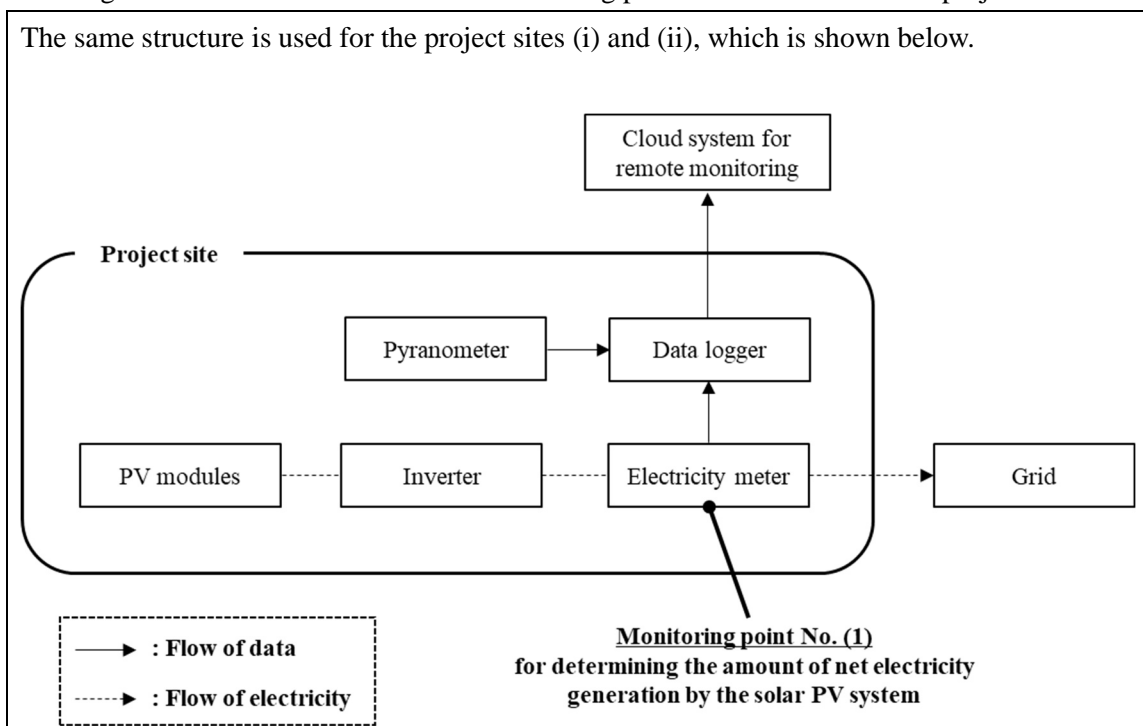 The same structure is used for the project sites (i) and (ii), which is shown below.
Cloud system for
remote monitoring
Project site
Pyranometer
Data logger
PV modules
Inverter
Electricity meter
Grid
Monitoring point No. (1)
for determining the amount of net electricity
generation by the solar PV system
: Flow of data
: Flow of electricity